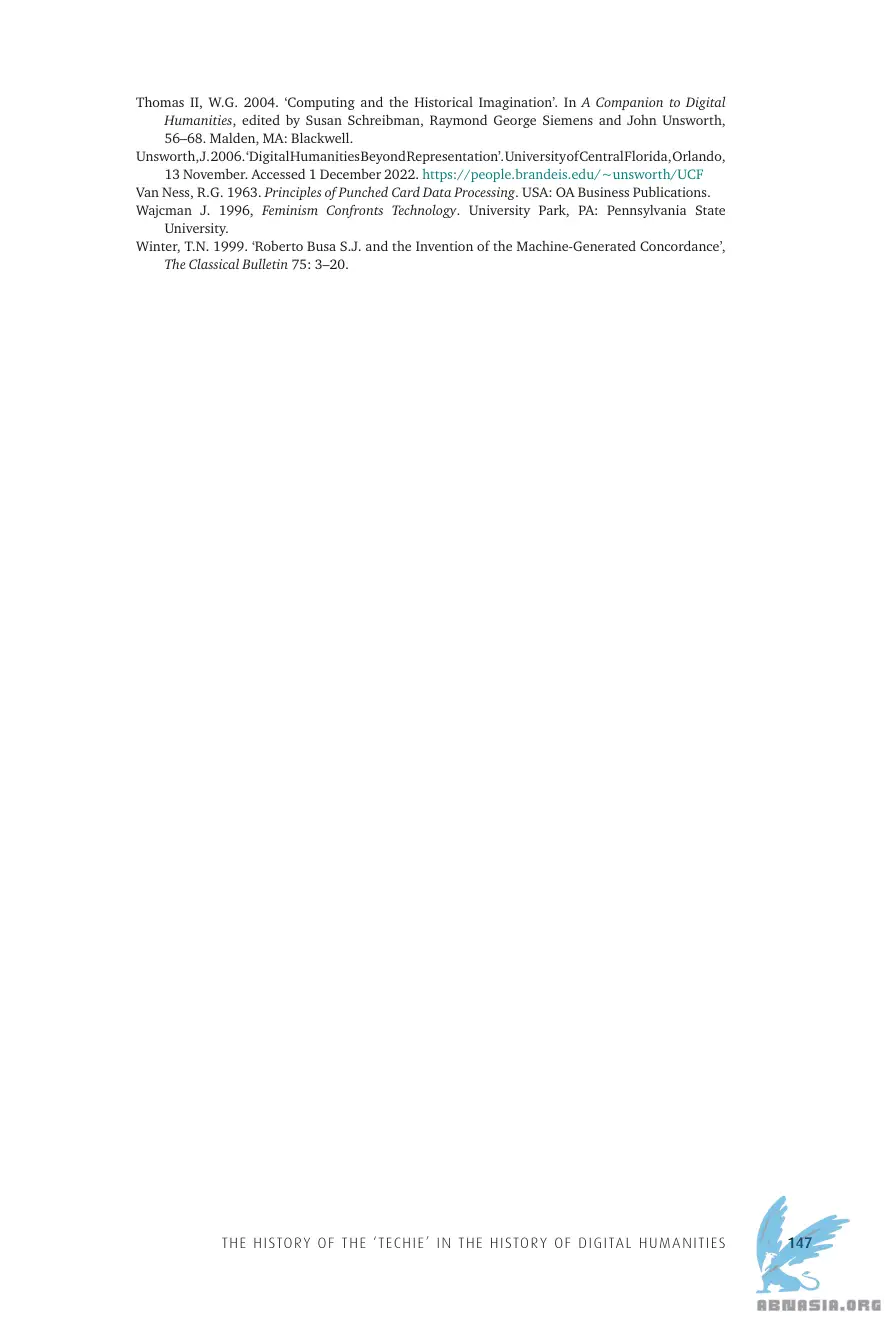 Thomas II, W.G. 2004. ‘Computing and the Historical Imagination’. In A Companion to Digital
Humanities, edited by Susan Schreibman, Raymond George Siemens and John Unsworth,
56–68. Malden, MA: Blackwell.
Unsworth, J. 2006. ‘Digital Humanities Beyond Representation’. University of Central Florida, Orlando,
13 November. Accessed 1 December 2022. https://people.brandeis.edu/~unsworth/UCF
Van Ness, R.G. 1963. Principles of Punched Card Data Processing. USA: OA Business Publications.
Wajcman J. 1996, Feminism Confronts Technology. University Park, PA: Pennsylvania State
University.
Winter, T.N. 1999. ‘Roberto Busa S.J. and the Invention of the Machine-Generated Concordance’,
The Classical Bulletin 75: 3–20.
THE HISTORY OF THE ‘TECHIE’ IN THE HISTORY OF DIGITAL HUMANITIES 147
ABNASIA.ORG